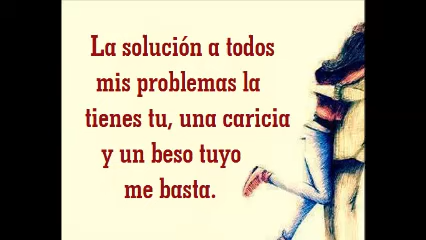 La solución a todos
mis problemas la
tienes tu, una caricia
y un beso tuyo
me basta.